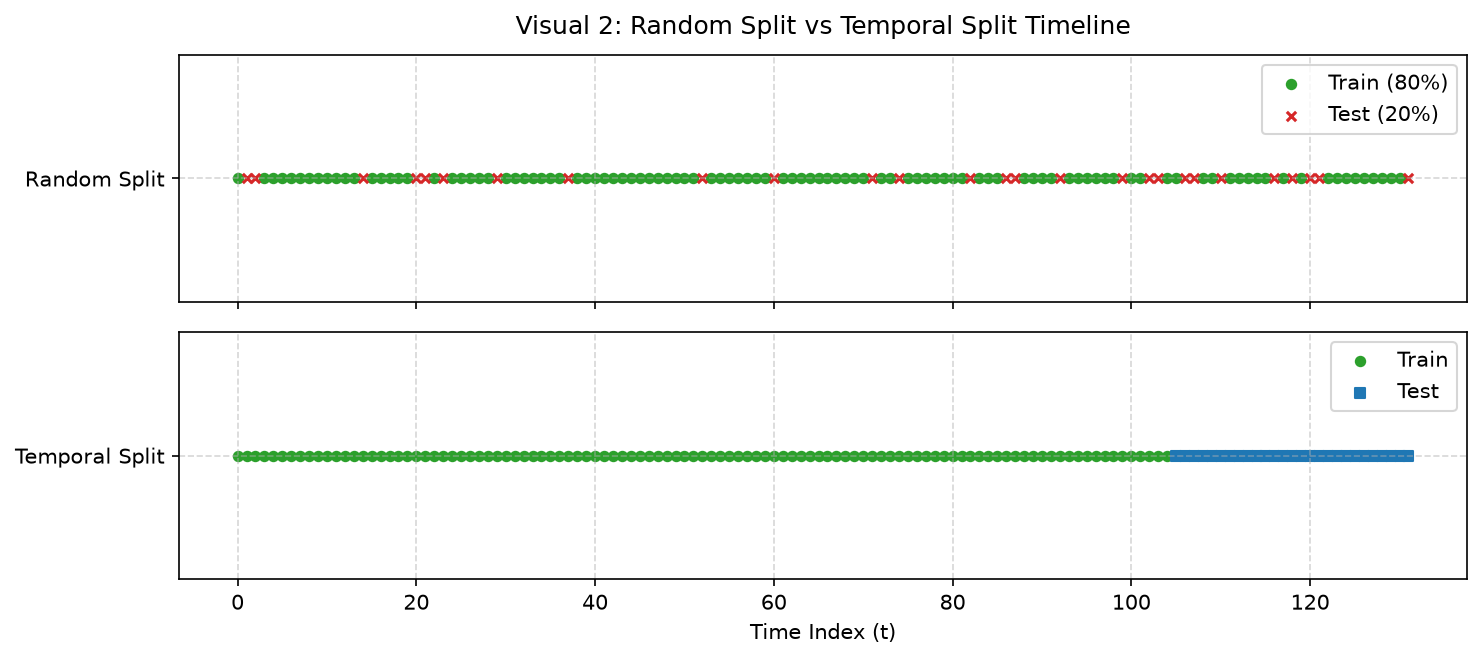 Visual 2: Random Split vs Temporal Split Timeline
Train (80%)
Test (20%)
Random Split
Train
Test
Temporal Split
0 20 40 60 80 100 120
Time Index (t)